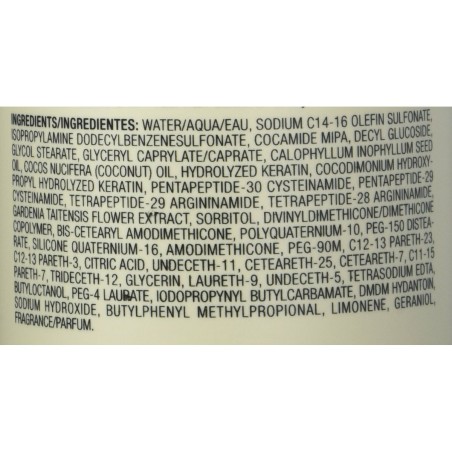 INGREDIENTS/INGREDIENTES: WATER/AQUA/EAU, SODIUM C14-16 OLEFIN SULFONATE,
ISOPROPYLAMINE DODECYLBENZENESULFONATE, COCAMIDE MIPA, DECYL GLUCOSIDE,
GLYCOL STEARATE, GLYCERYL CAPRYLATE/CAPRATE, CALOPHYLLUM INOPHYLLUM SEED
OIL, COCOS NUCIFERA (COCONUT) OIL, HYDROLYZED KERATIN, COCODIMONIUM HYDROXY-
PROPYL HYDROLYZED KERATIN, PENTAPEPTIDE-30 CYSTEINAMIDE, PENTAPEPTIDE-29
CYSTEINAMIDE, TETRAPEPTIDE-29 ARGININAMIDE, TETRAPEPTIDE-28 ARGININAMIDE,
GARDENIA TAITENSIS FLOWER EXTRACT, SORBITOL, DIVINYLDIMETHICONE/DIMETHICONE
COPOLYMER, BIS-CETEARYL AMODIMETHICONE, POLYQUATERNIUM-10, PEG-150 DISTEA-
RATE, SILICONE QUATERNIUM-16, AMODIMETHICONE, PEG-90M, C12-13 PARETH-23,
C12-13 PARETH-3, CITRIC ACID, UNDECETH-11, CETEARETH-25, CETEARETH-7, C11-15
PARETH-7, TRIDECETH-12, GLYCERIN, LAURETH-9, UNDECETH-5, TETRASODIUM EDTA,
BUTYLOCTANOL, PEG-4 LAURATE, IODOPROPYNYL BUTYLCARBAMATE, DMDM HYDANTOIN,
SODIUM HYDROXIDE, BUTYLPHENYL METHYLPROPIONAL, LIMONENE, GERANIOL,
FRAGRANCE/PARFUM.